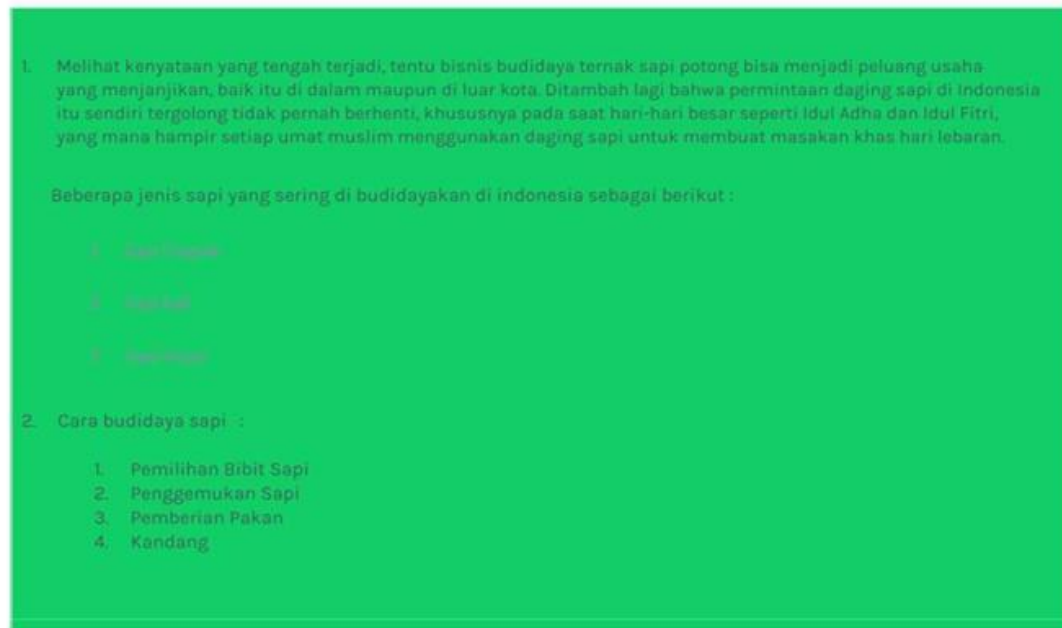 1. Melihat kenyataan yang tengah terjadi, tentu bisnis budidaya ternak sapi potong bisa menjadi peluang usaha
yang menjanjikan, baik itu di dalam maupun di luar kota. Ditambah lagi bahwa permintaan daging sapi di Indonesia
itu sendiri tergolong tidak pernah berhenti, khususnya pada saat hari-hari besar seperti Idul Adha dan Idul Fitri,
yang mana hampir setiap umat muslim menggunakan daging sapi untuk membuat masakan khas hari lebaran.
Beberapa jenis sapi yang sering di budidayakan di indonesia sebagai berikut :
2. Cara budidaya sapi :
1. Pemilihan Bibit Sapi
2. Penggemukan Sapi
3. Pemberian Pakan
4. Kandang